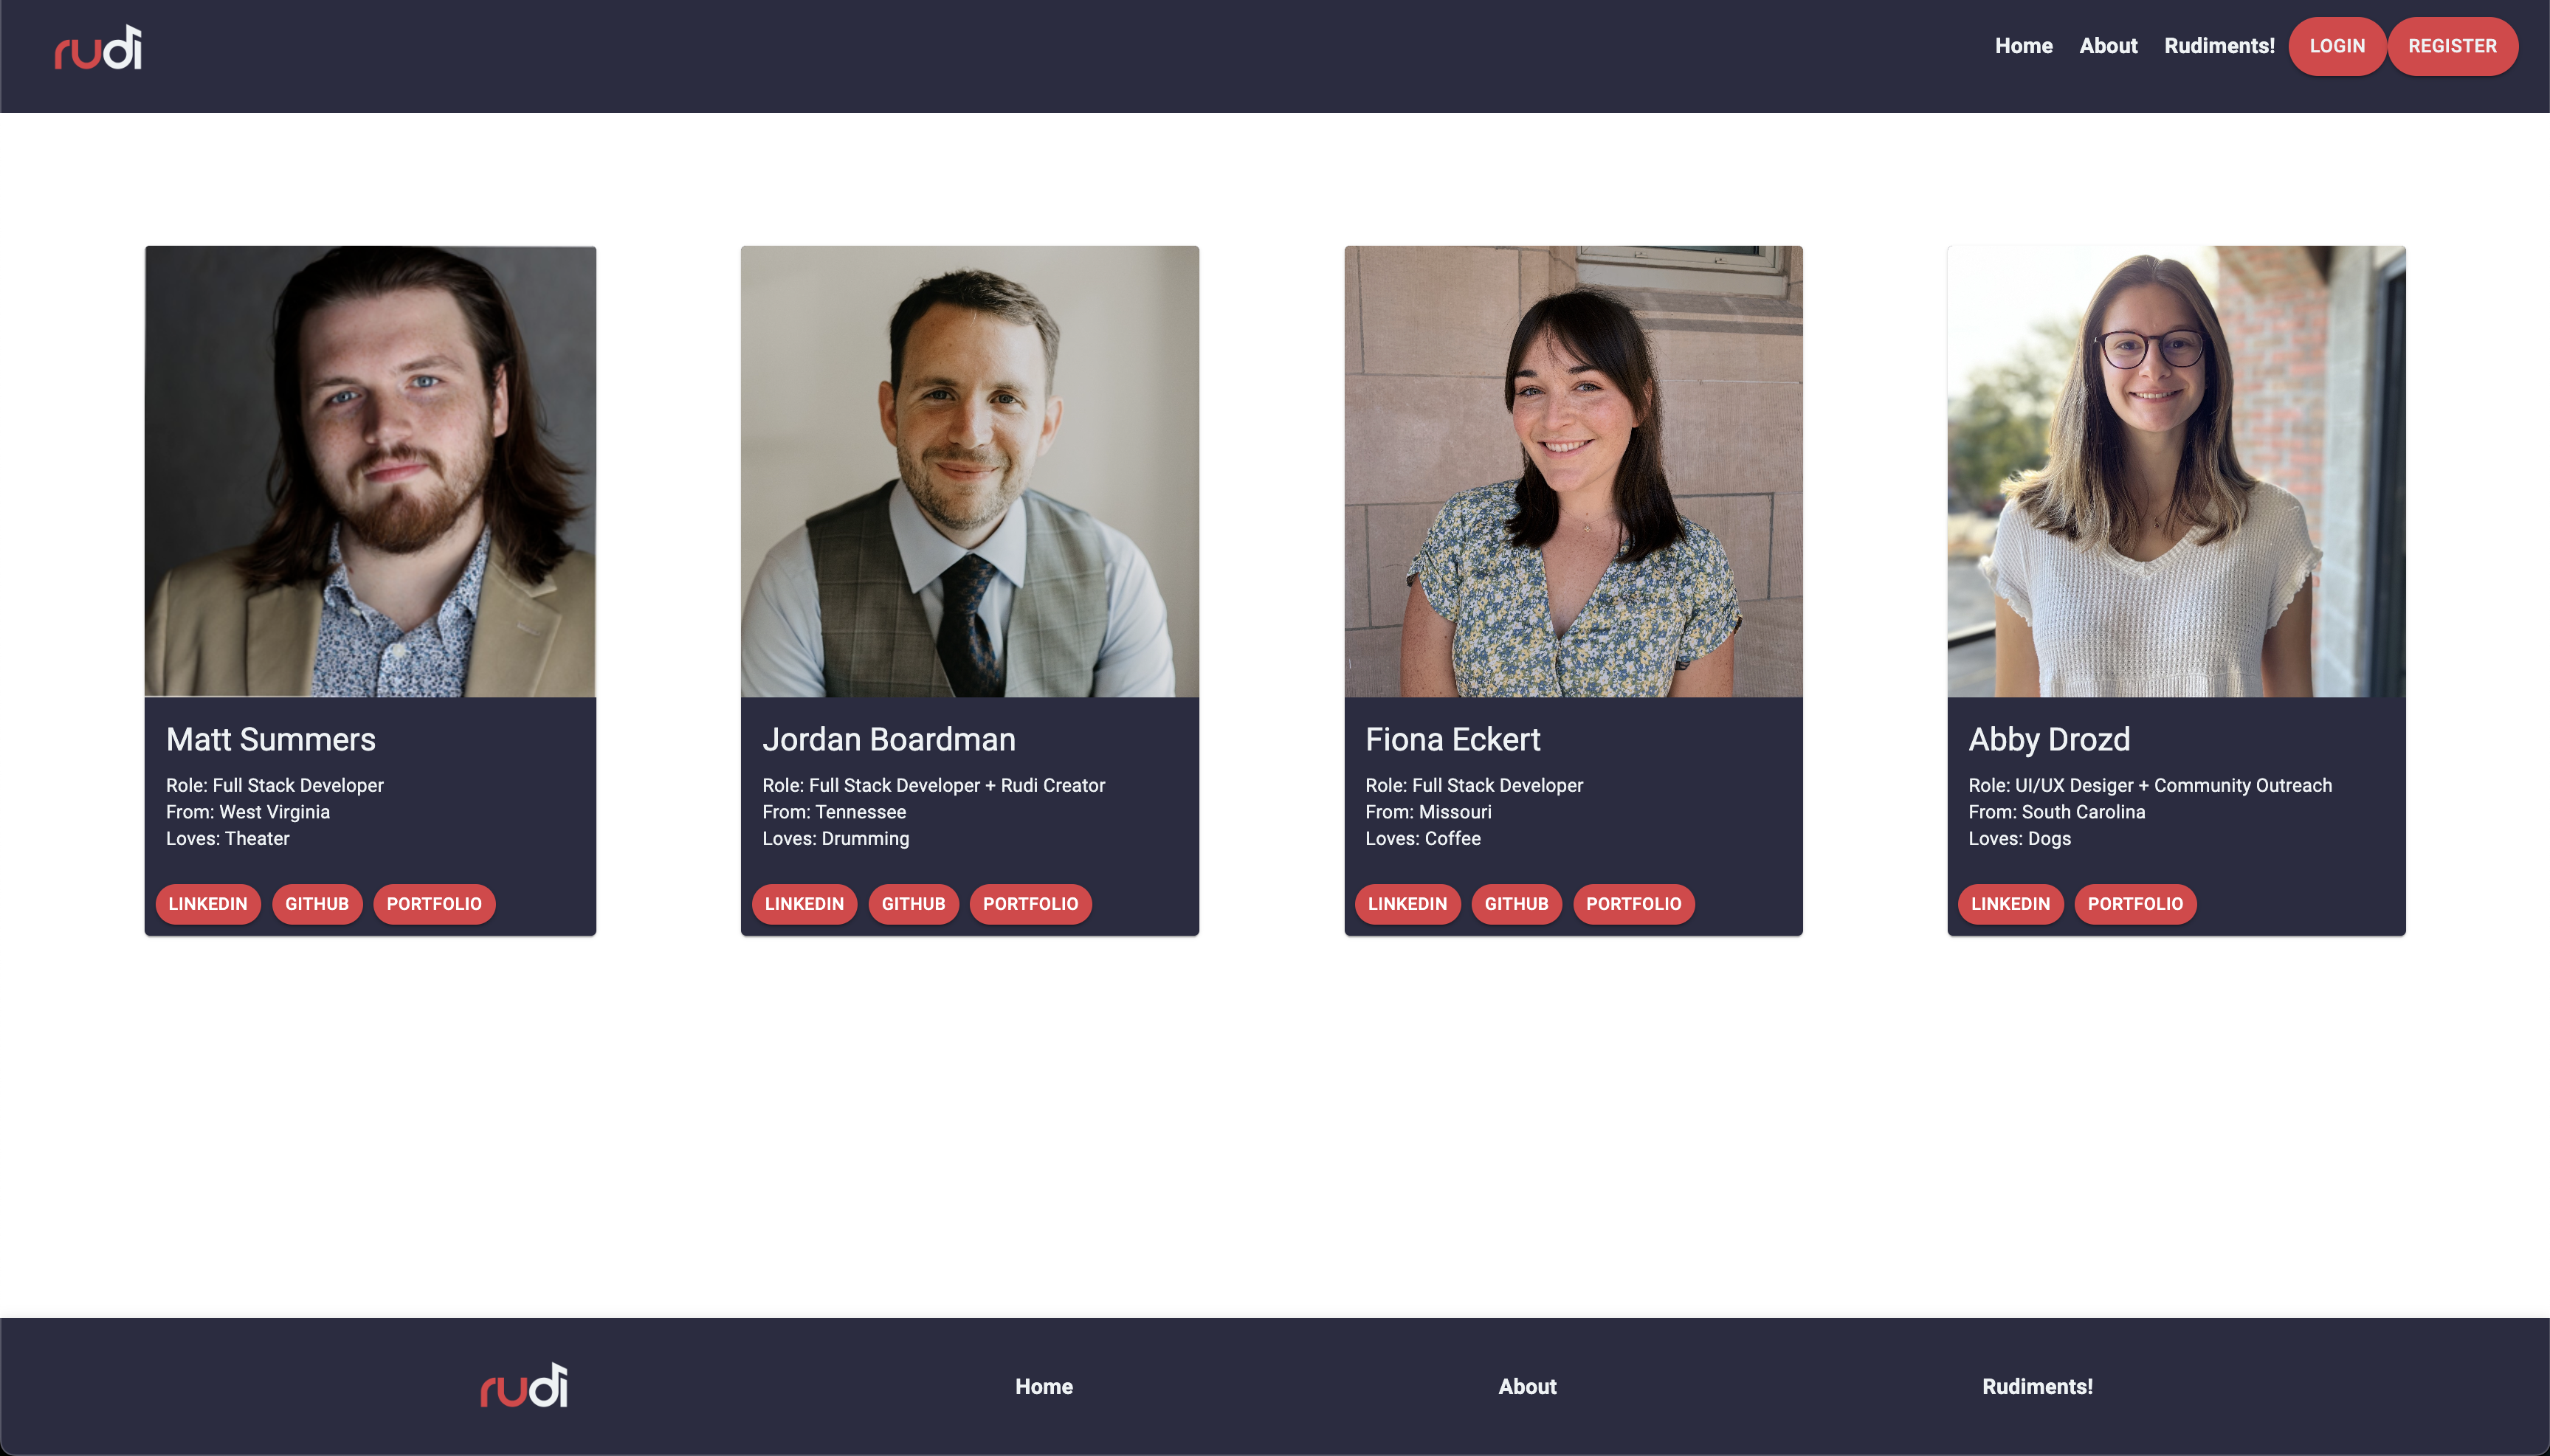 rudi
Home About Rudiments! LOGIN REGISTER
Matt Summers
Role: Full Stack Developer
From: West Virginia
Loves: Theater
LINKEDIN GITHUB PORTFOLIO
Jordan Boardman
Role: Full Stack Developer + Rudi Creator
From: Tennessee
Loves: Drumming
LINKEDIN GITHUB PORTFOLIO
Fiona Eckert
Role: Full Stack Developer
From: Missouri
Loves: Coffee
LINKEDIN GITHUB PORTFOLIO
Abby Drozd
Role: UI/UX Desiger + Community Outreach
From: South Carolina
Loves: Dogs
LINKEDIN PORTFOLIO
rudi
Home
About
Rudiments!